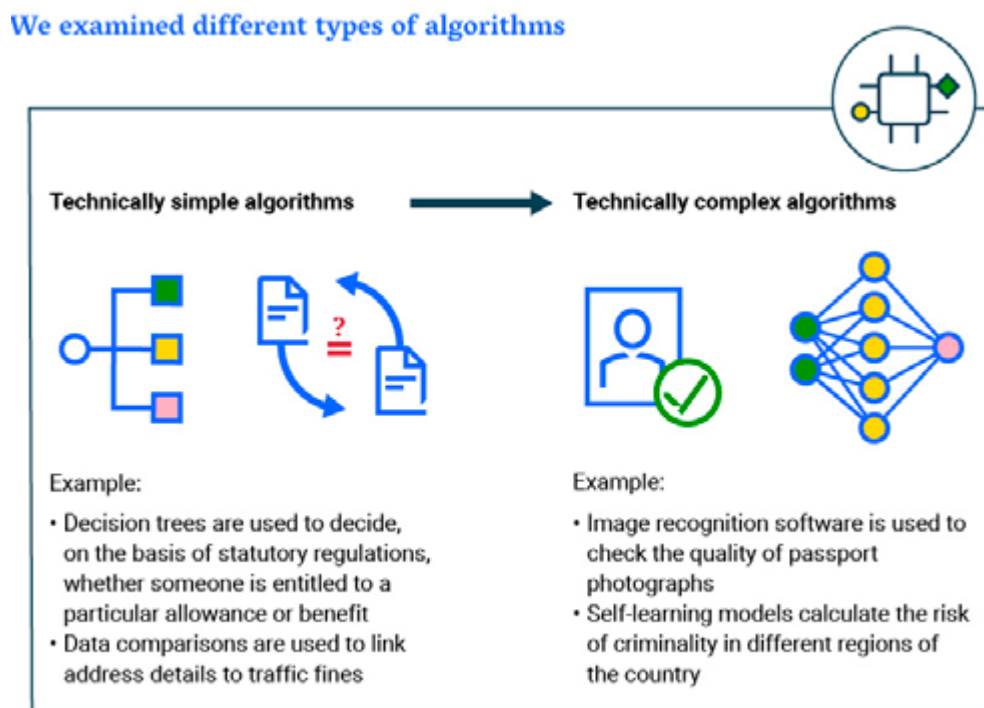 We examined different types of algorithms
Technically simple algorithms
Technically complex algorithms
?
Example:
• Decision trees are used to decide,
on the basis of statutory regulations,
whether someone is entitled to a
particular allowance or benefit
• Data comparisons are used to link
address details to traffic fines
Example:
• Image recognition software is used to
check the quality of passport
photographs
• Self-learning models calculate the risk
of criminality in different regions of
the country